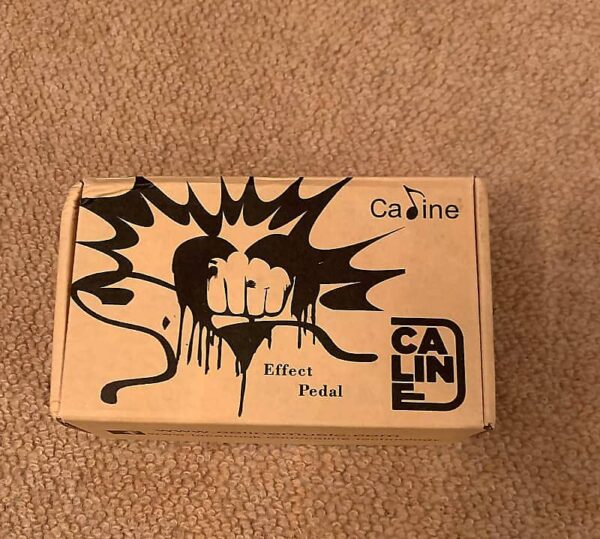 Caline
Effect
Pedal
CA
LIN
E